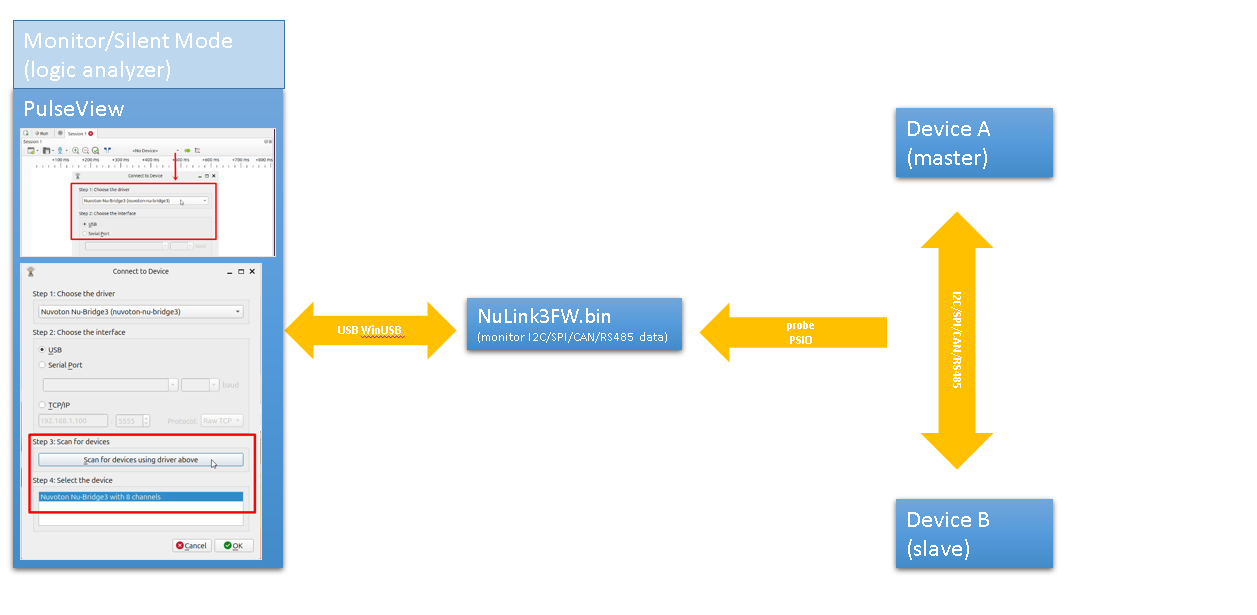 Monitor/Silent Mode
(logic analyzer)
PulseView
Run
Session 1
Session 1
<No Device>
+100 ms +200 ms +300 ms +400 ms +500 ms +600 ms +700 ms +800 ms
Connect to Device
Step 1: Choose the driver
Nuvoton Nu-Bridge3 (nuvoton-nu-bridge3)
Step 2: Choose the interface
USB
Serial Port
baud
Connect to Device
Step 1: Choose the driver
Nuvoton Nu-Bridge3 (nuvoton-nu-bridge3)
Step 2: Choose the interface
USB
Serial Port
baud
TCP/IP
192.168.1.100 5555 Protocol: Raw TCP
Step 3: Scan for devices
Scan for devices using driver above
Step 4: Select the device
Nuvoton Nu-Bridge3 with 8 channels
Cancel OK
USB WinUSB
NuLink3FW.bin
(monitor I2C/SPI/CAN/RS485 data)
probe
PSIO
Device A
(master)
I2C/SPI/CAN/RS485
Device B
(slave)